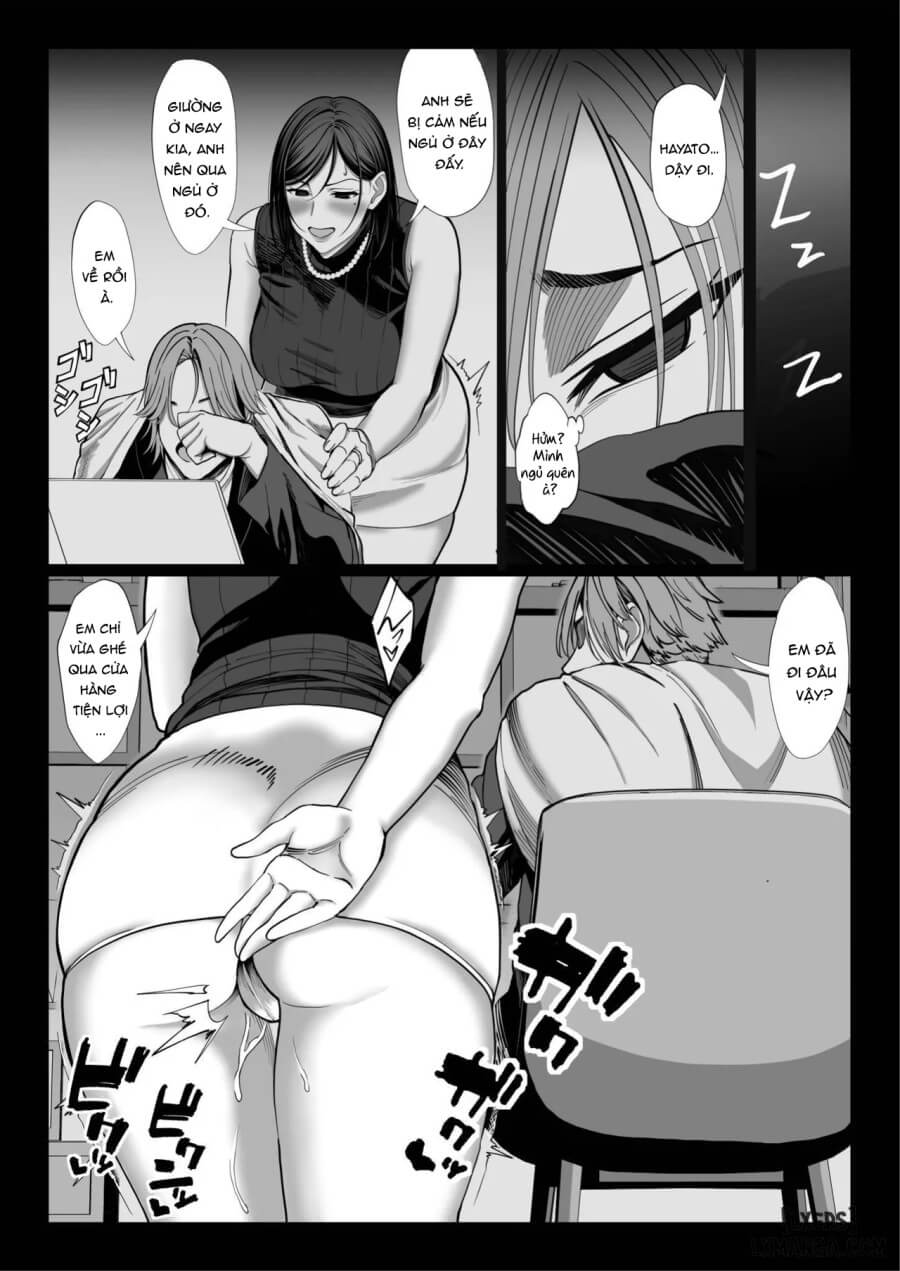 HAYATO...
DẬY ĐI.
Z
Z
Z
Hửm?
Mình
ngủ quên
à?
ANH SẼ
BỊ CẢM NẾU
NGỦ Ở ĐÂY
ĐẤY.
GIƯỜNG
Ở NGAY
KIA, ANH
NÊN QUA
NGỦ Ở
ĐÓ.
EM
VỀ RỒI
À.
ゴシ
ゴシ
EM ĐÃ
ĐI ĐÂU
VẬY?
EM CHỈ
VỪA GHÉ
QUA CỬA
HÀNG
TIỆN LỢI
...